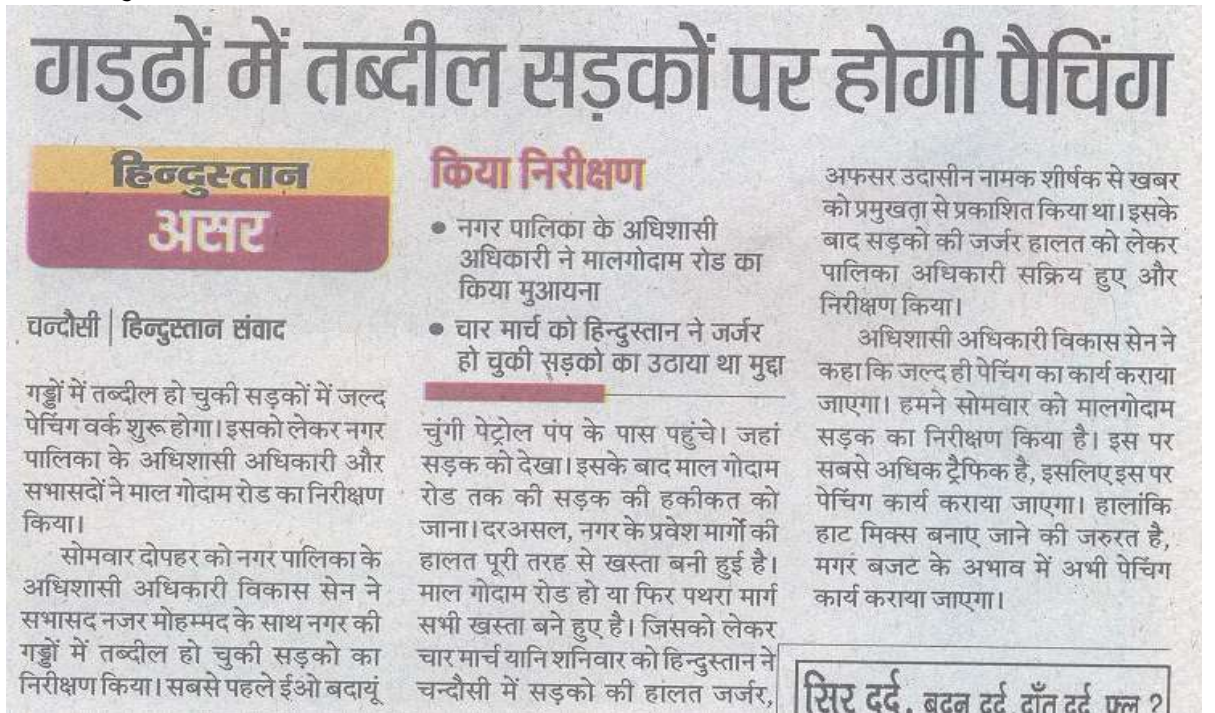 गड्ढों में तब्दील सड़कों पर होगी पैचिंग
हिन्दुस्तान
असर
चन्दौसी | हिन्दुस्तान संवाद
गड्ढों में तब्दील हो चुकी सड़कों में जल्द
पेचिंग वर्क शुरू होगा। इसको लेकर नगर
पालिका के अधिशासी अधिकारी और
सभासदों ने माल गोदाम रोड का निरीक्षण
किया।
सोमवार दोपहर को नगर पालिका के
अधिशासी अधिकारी विकास सेन ने
सभासद नजर मोहम्मद के साथ नगर की
गड्ढों में तब्दील हो चुकी सड़को का
निरीक्षण किया। सबसे पहले ईओ बदायूं
किया निरीक्षण
● नगर पालिका के अधिशासी
अधिकारी ने मालगोदाम रोड का
किया मुआयना
● चार मार्च को हिन्दुस्तान ने जर्जर
हो चुकी सड़को का उठाया था मुद्दा
चुंगी पेट्रोल पंप के पास पहुंचे। जहां
सड़क को देखा। इसके बाद माल गोदाम
रोड तक की सड़क की हकीकत को
जाना। दरअसल, नगर के प्रवेश मार्गो की
हालत पूरी तरह से खस्ता बनी हुई है।
माल गोदाम रोड हो या फिर पथरा मार्ग
सभी खस्ता बने हुए है। जिसको लेकर
चार मार्च यानि शनिवार को हिन्दुस्तान ने
चन्दौसी में सड़को की हालत जर्जर,
अफसर उदासीन नामक शीर्षक से खबर
को प्रमुखता से प्रकाशित किया था। इसके
बाद सड़को की जर्जर हालत को लेकर
पालिका अधिकारी सक्रिय हुए और
निरीक्षण किया।
अधिशासी अधिकारी विकास सेन ने
कहा कि जल्द ही पेचिंग का कार्य कराया
जाएगा। हमने सोमवार को मालगोदाम
सड़क का निरीक्षण किया है। इस पर
सबसे अधिक ट्रैफिक है, इसलिए इस पर
पेचिंग कार्य कराया जाएगा। हालांकि
हाट मिक्स बनाए जाने की जरुरत है,
मगर बजट के अभाव में अभी पेचिंग
कार्य कराया जाएगा।
सिर दर्द, बदन दर्द, दाँत दर्द, फ्लू ?